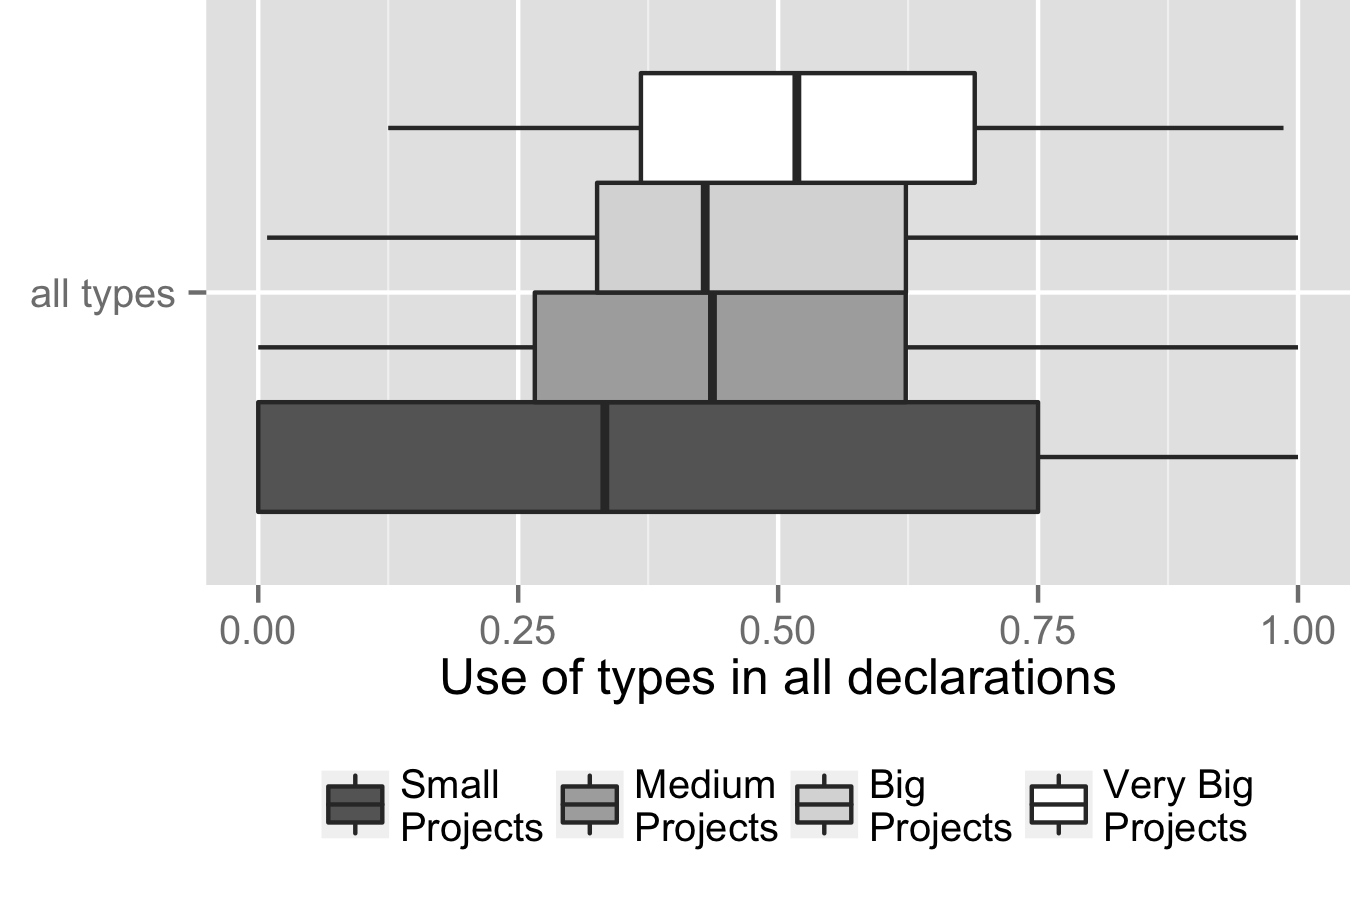 all types
0.00 0.25 0.50 0.75 1.00
Use of types in all declarations
Small Medium Big Very Big
Projects Projects Projects Projects